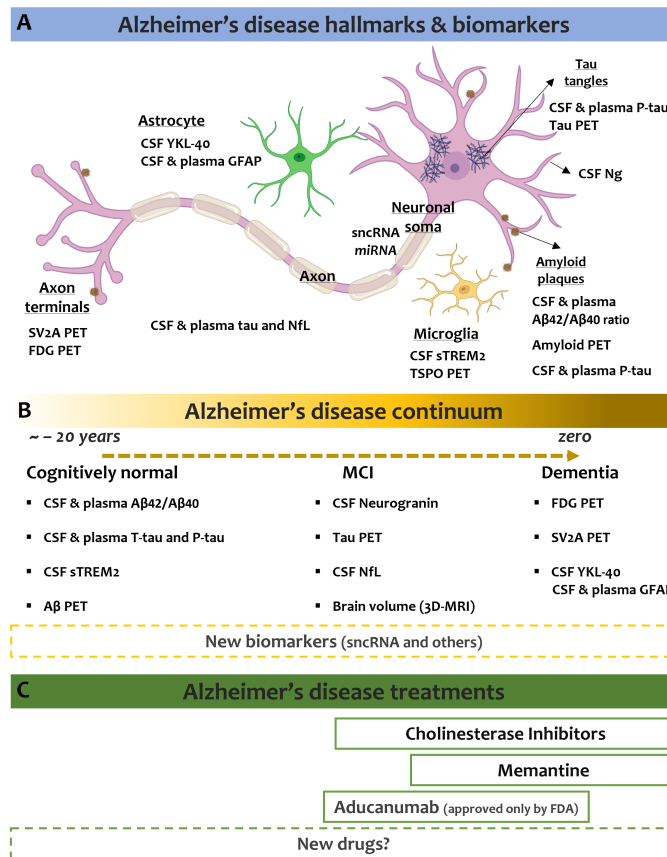 A
Alzheimer's disease hallmarks & biomarkers
Tau
tangles
CSF & plasma P-tau
Tau PET
Astrocyte
CSF YKL-40
CSF & plasma GFAP
CSF Ng
Neuronal
soma
sncRNA
miRNA
Axon
Amyloid
plaques
CSF & plasma
Aβ42/Aβ40 ratio
Amyloid PET
CSF & plasma P-tau
Axon
terminals
SV2A PET
FDG PET
CSF & plasma tau and NfL
Microglia
CSF sTREM2
TSPO PET
B
Alzheimer's disease continuum
~ – 20 years
zero
Cognitively normal
MCI
Dementia
▪ CSF & plasma Aβ42/Aβ40
▪ CSF & plasma T-tau and P-tau
▪ CSF sTREM2
▪ Aβ PET
▪ CSF Neurogranin
▪ Tau PET
▪ CSF NfL
▪ Brain volume (3D-MRI)
▪ FDG PET
▪ SV2A PET
▪ CSF YKL-40
CSF & plasma GFAP
New biomarkers (sncRNA and others)
C
Alzheimer's disease treatments
Cholinesterase Inhibitors
Memantine
Aducanumab (approved only by FDA)
New drugs?